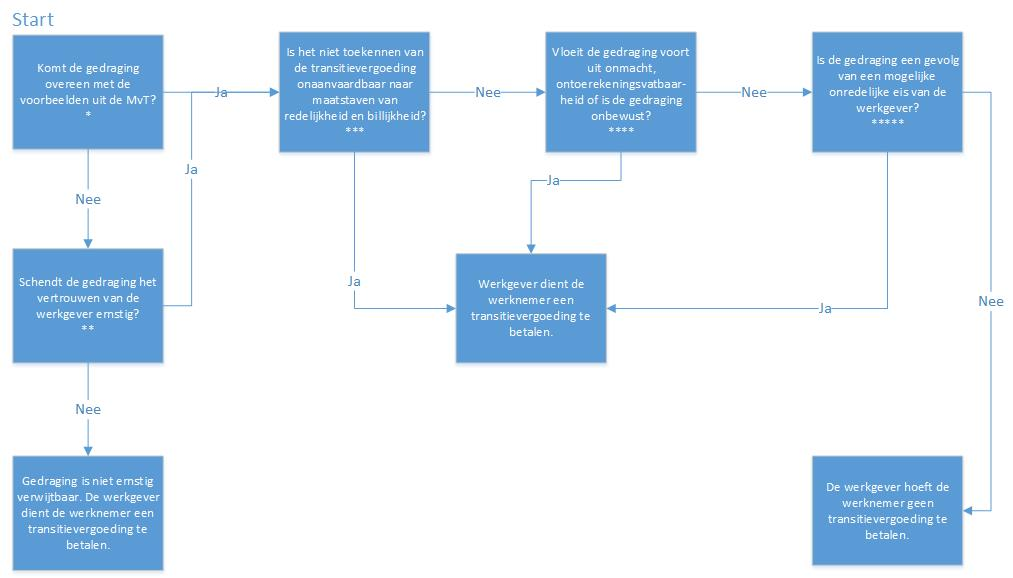 Start
Komt de gedraging
overeen met de
voorbeelden uit de MvT?
*
Ja
Is het niet toekennen van
de transitievergoeding
onaanvaardbaar naar
maatstaven van
redelijkheid en billijkheid?
***
Nee
Vloeit de gedraging voort
uit onmacht,
ontoerekeningsvatbaar-
heid of is de gedraging
onbewust?
****
Nee
Is de gedraging een gevolg
van een mogelijke
onredelijke eis van de
werkgever?
*****
Ja
Nee
Ja
Schendt de gedraging het
vertrouwen van de
werkgever ernstig?
**
Ja
Werkgever dient de
werknemer een
transitievergoeding te
betalen.
Ja
Nee
Nee
Gedraging is niet ernstig
verwijtbaar. De werkgever
dient de werknemer een
transitievergoeding te
betalen.
De werkgever hoeft de
werknemer geen
transitievergoeding te
betalen.